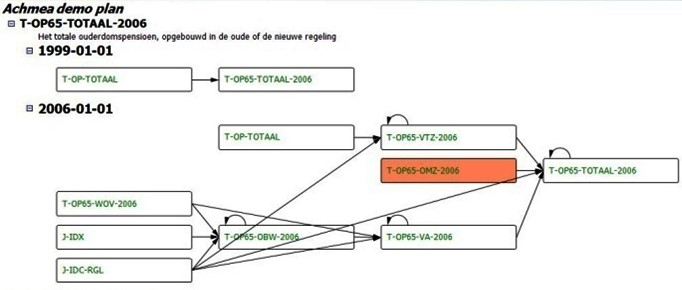 Achmea demo plan
T-OP65-TOTAAL-2006
Het totale ouderdomspensioen, opgebouwd in de oude of de nieuwe regeling
1999-01-01
T-OP-TOTAAL
T-OP65-TOTAAL-2006
2006-01-01
T-OP-TOTAAL
T-OP65-VTZ-2006
T-OP65-OMZ-2006
T-OP65-TOTAAL-2006
T-OP65-WOV-2006
J-IDX
T-OP65-OBW-2006
T-OP65-VA-2006
J-IDC-RGL